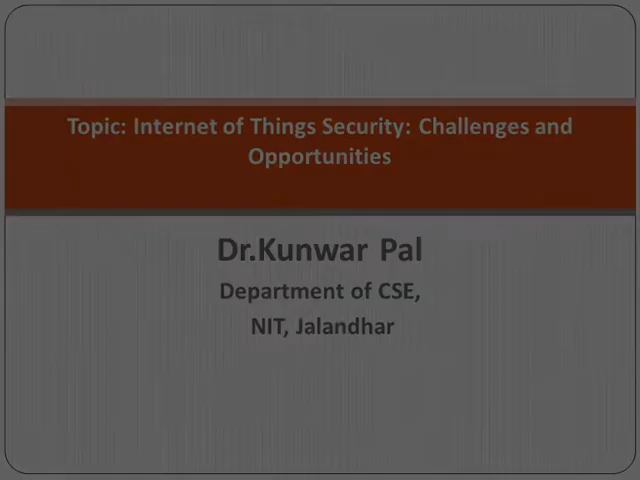 Topic: Internet of Things Security: Challenges and
Opportunities
Dr.Kunwar Pal
Department of CSE,
NIT, Jalandhar